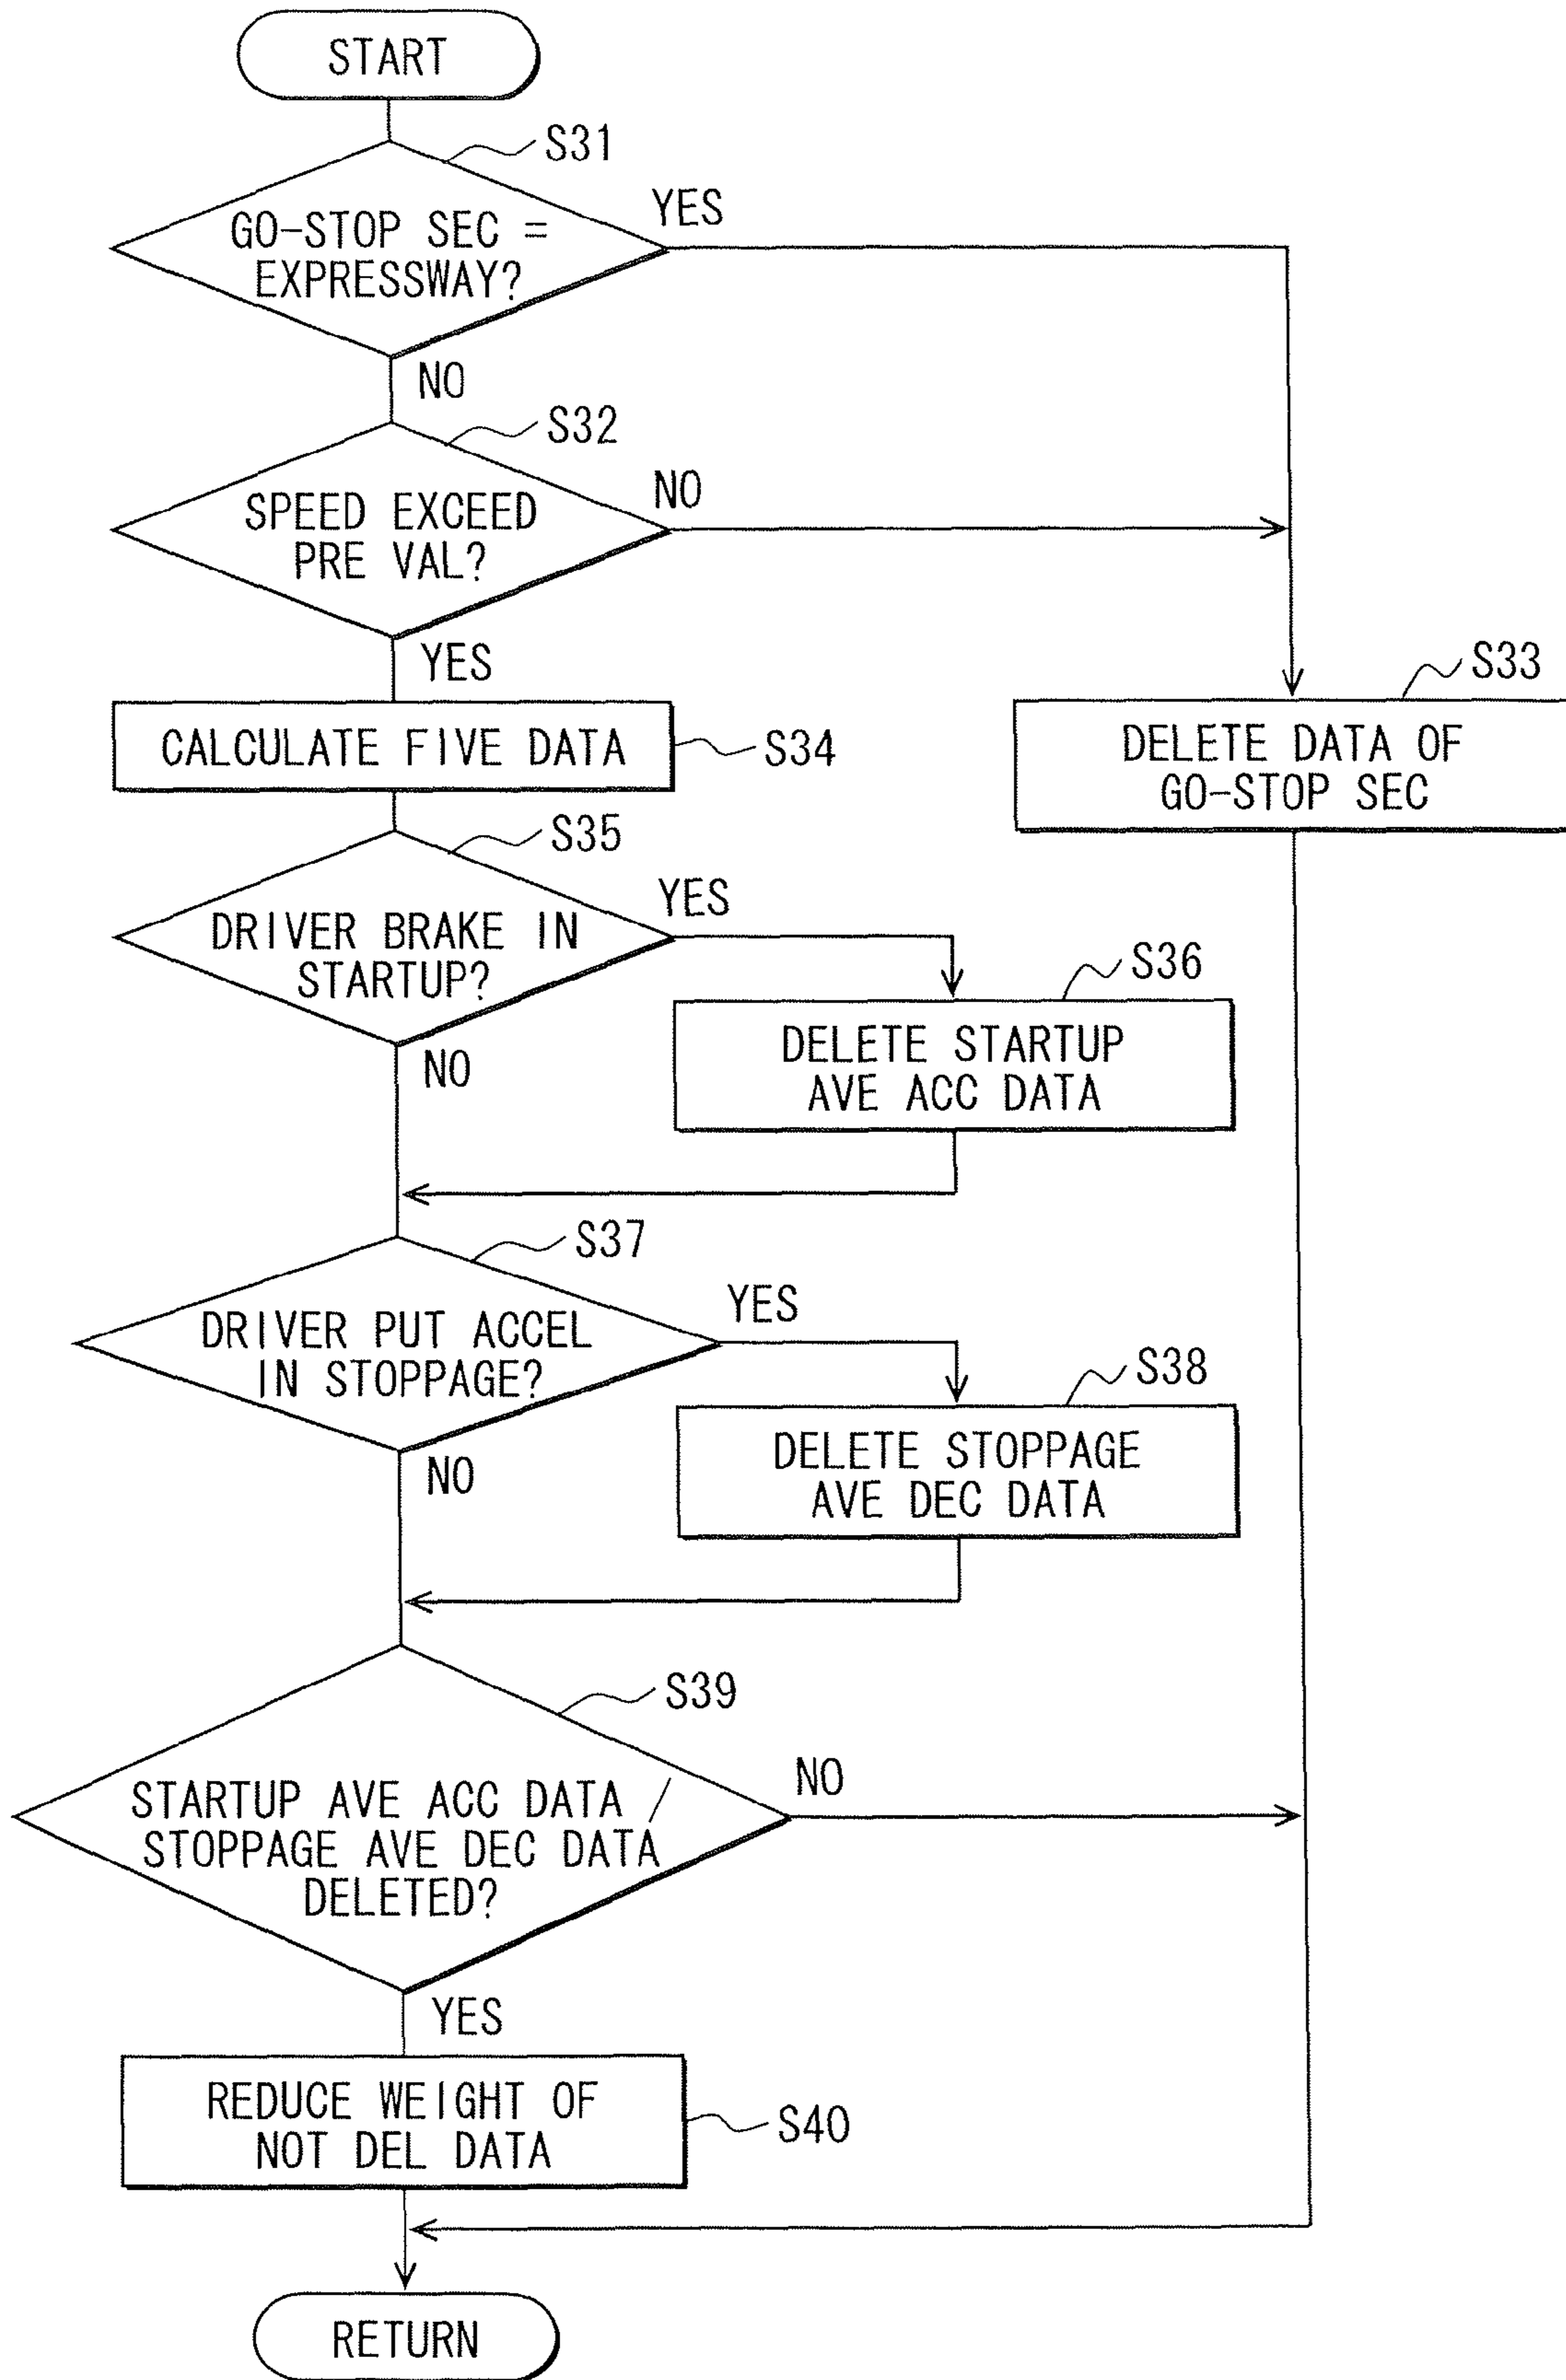 START
S31
GO-STOP SEC =
EXPRESSWAY?
YES
NO
S32
SPEED EXCEED
PRE VAL?
NO
YES
S33
DELETE DATA OF
GO-STOP SEC
CALCULATE FIVE DATA
S34
S35
DRIVER BRAKE IN
STARTUP?
YES
NO
S36
DELETE STARTUP
AVE ACC DATA
S37
DRIVER PUT ACCEL
IN STOPPAGE?
YES
NO
S38
DELETE STOPPAGE
AVE DEC DATA
S39
STARTUP AVE ACC DATA /
STOPPAGE AVE DEC DATA
DELETED?
NO
YES
REDUCE WEIGHT OF
NOT DEL DATA
S40
RETURN